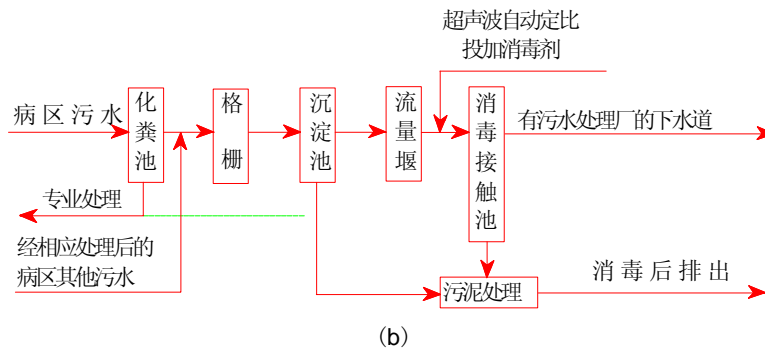 超声波自动定比
投加消毒剂
病区污水
化粪池
格栅
沉淀池
流量堰
消毒接触池
有污水处理厂的下水道
专业处理
经相应处理后的
病区其他污水
污泥处理
消毒后排出
(b)